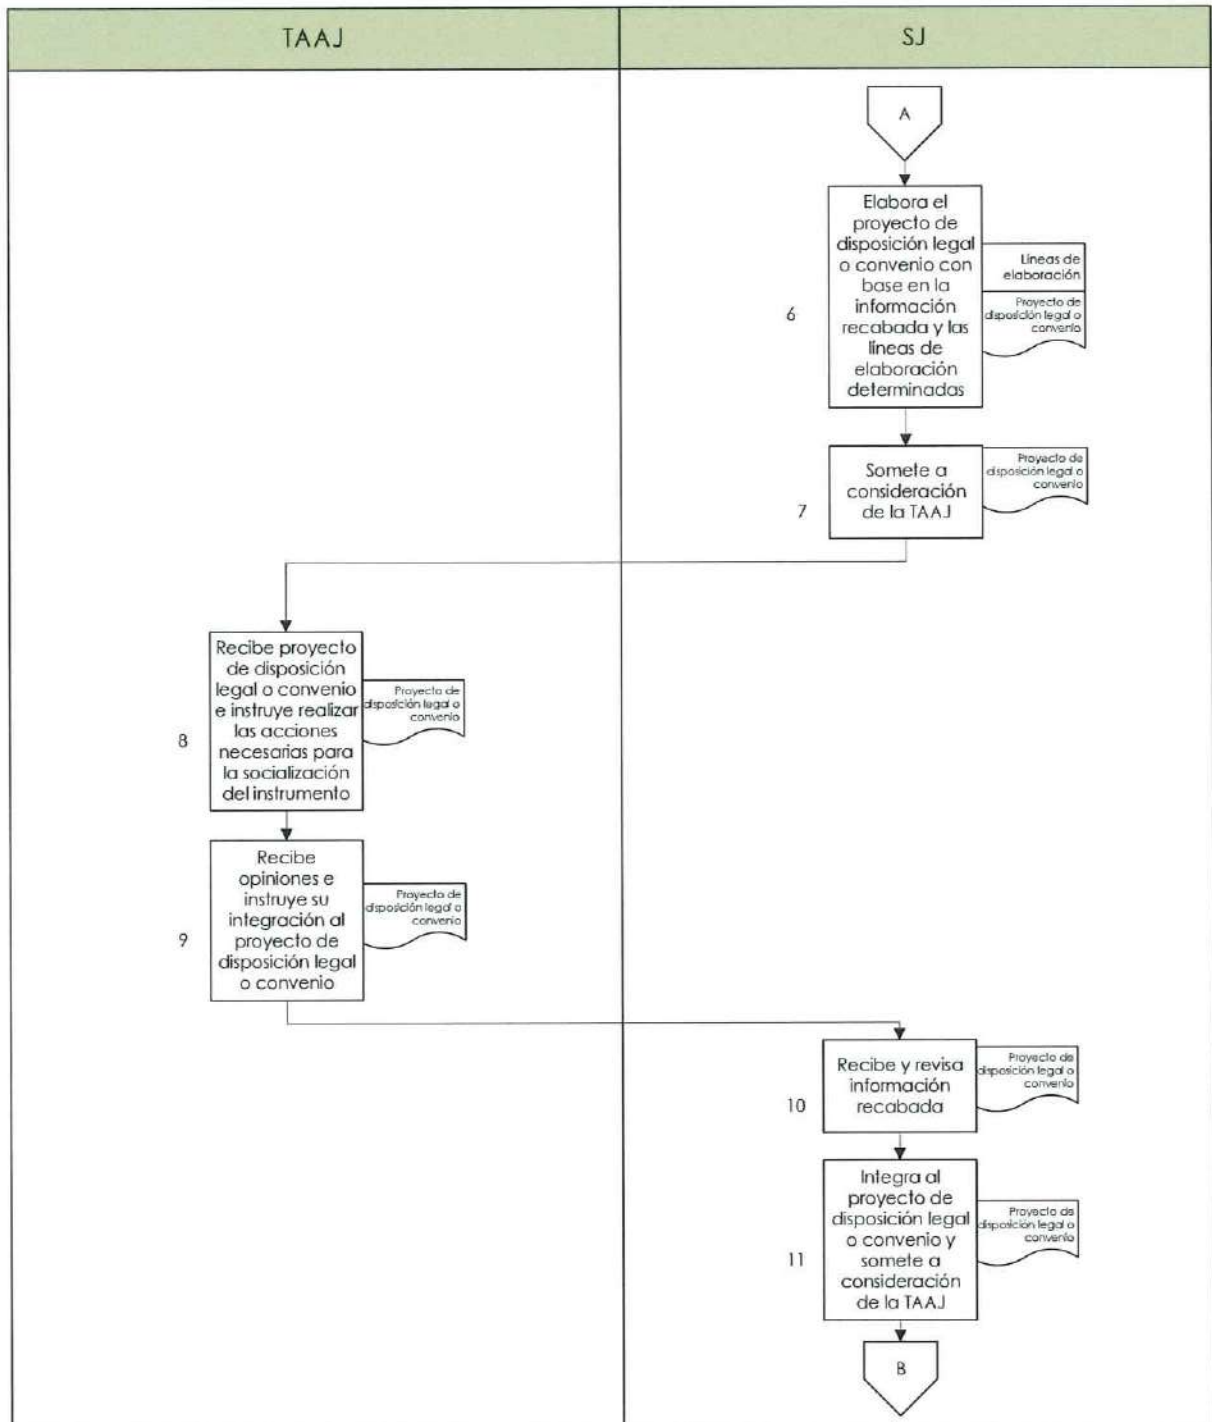 TAAJ
SJ
A
Elabora el
proyecto de
disposición legal
o convenio con
base en la
información
recabada y las
líneas de
elaboración
determinadas
Líneas de
elaboración
Proyecto de
disposición legal o
convenio
6
Somete a
consideración
de la TAAJ
Proyecto de
disposición legal o
convenio
7
Recibe proyecto
de disposición
legal o convenio
e instruye realizar
las acciones
necesarias para
la socialización
del instrumento
Proyecto de
disposición legal o
convenio
8
Recibe
opiniones e
instruye su
integración al
proyecto de
disposición legal
o convenio
Proyecto de
disposición legal o
convenio
9
Recibe y revisa
información
recabada
Proyecto de
disposición legal o
convenio
10
Integra al
proyecto de
disposición legal
o convenio y
somete a
consideración
de la TAAJ
Proyecto de
disposición legal o
convenio
11
B